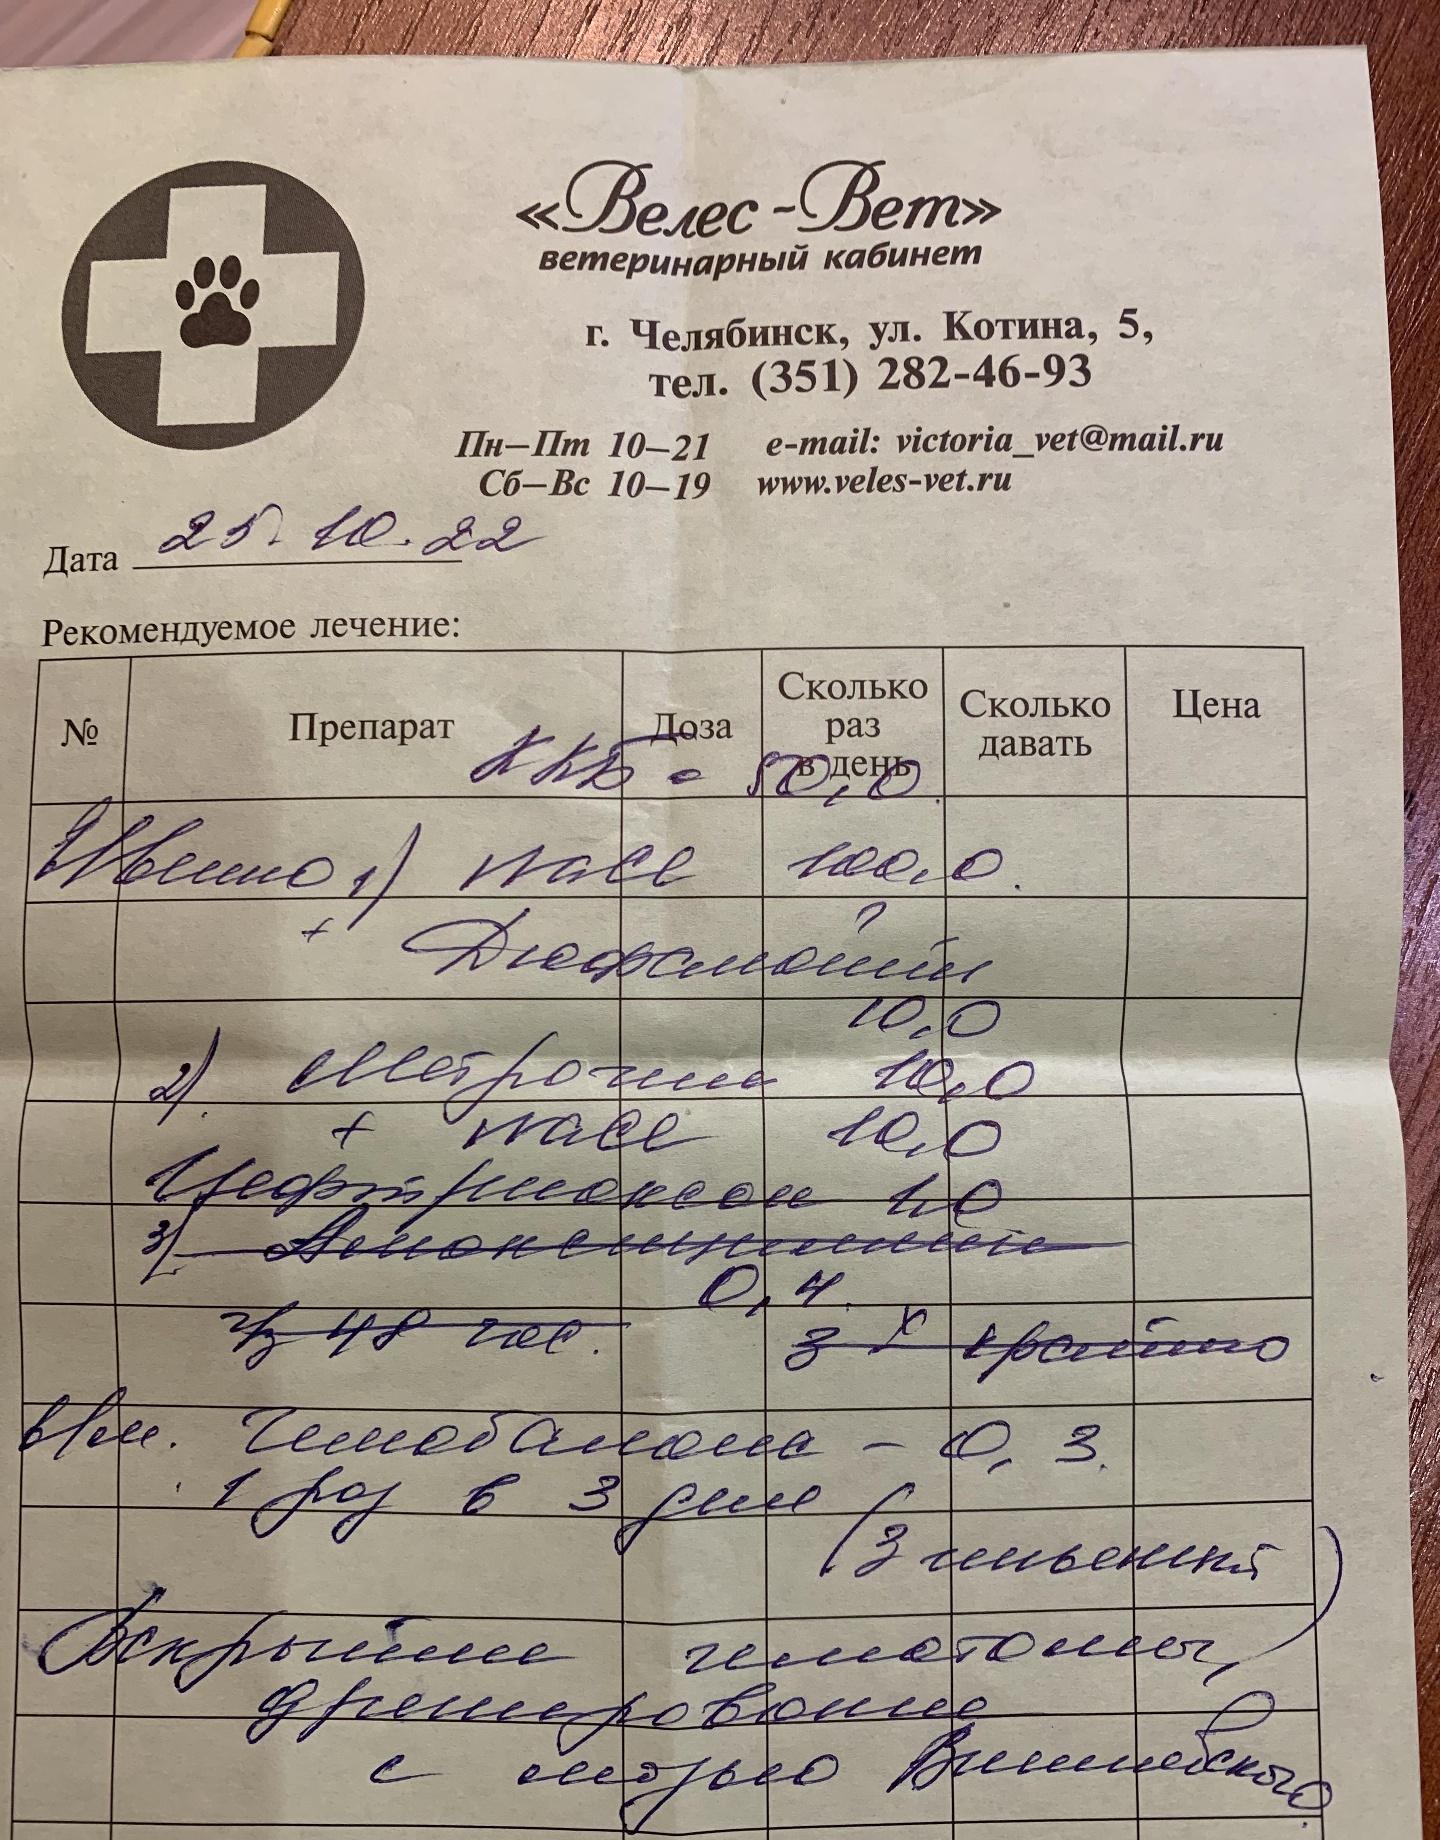 «Велес-Вет»
ветеринарный кабинет
г. Челябинск, ул. Котина, 5,
тел. (351) 282-46-93
Пн–Пт 10–21 e-mail: victoria_vet@mail.ru
Сб–Вс 10–19 www.veles-vet.ru
Дата 25.10.22
Рекомендуемое лечение:
№ Препарат Доза Сколько раз в день Сколько давать Цена
ККБ - 50,0.
1) NaCl 100,0.
+ Дюфалайт
10,0
2) Метрогил 10,0
+ NaCl 10,0
Цефтриаксон 1,0
3) Амоксициллин
0,4.
48 час. 3х кратно
в/м. Гемобаланс - 0,3.
1 раз в 3 дня
(3 инъекции)
Вскрытие гематомы,
дренирование
с мазью Вишневского.